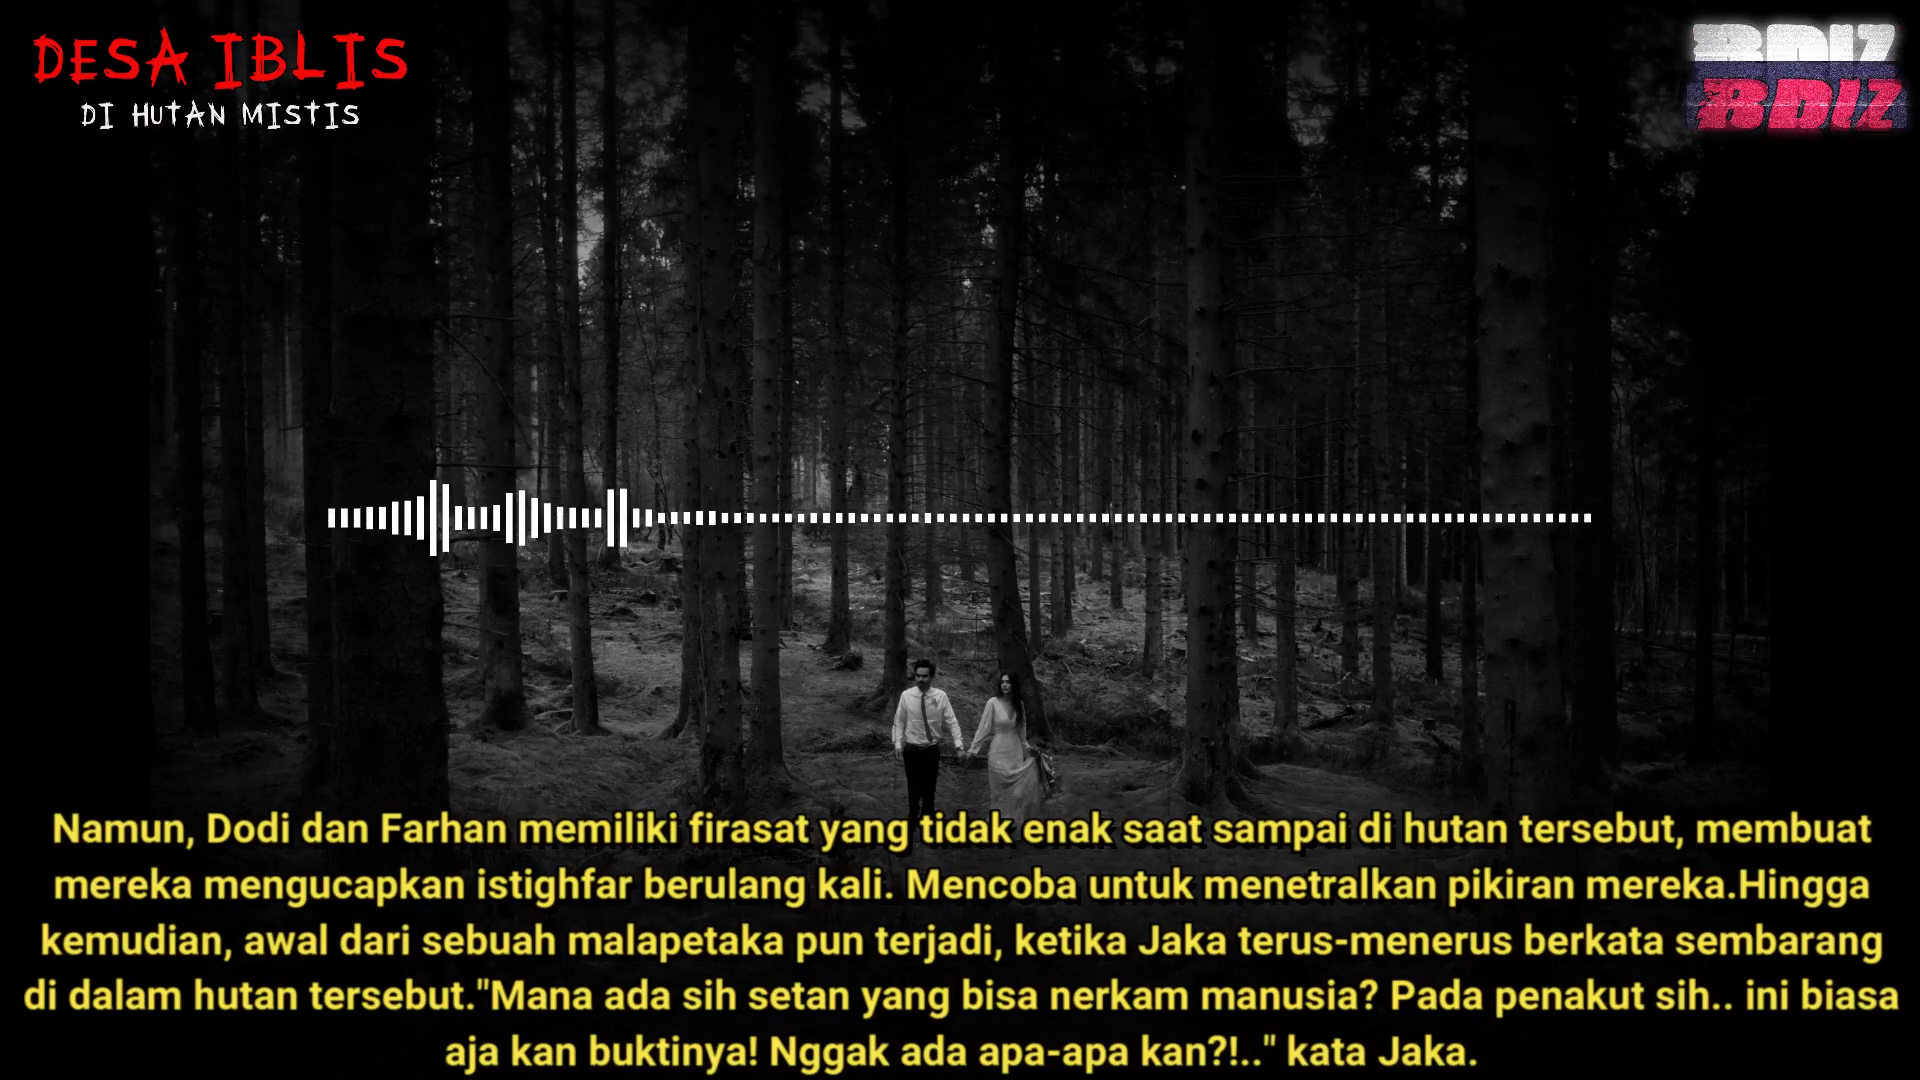 DESA IBLIS
DI HUTAN MISTIS
BDIZ
BDIZ
Namun, Dodi dan Farhan memiliki firasat yang tidak enak saat sampai di hutan tersebut, membuat
mereka mengucapkan istighfar berulang kali. Mencoba untuk menetralkan pikiran mereka.Hingga
kemudian, awal dari sebuah malapetaka pun terjadi, ketika Jaka terus-menerus berkata sembarang
di dalam hutan tersebut."Mana ada sih setan yang bisa nerkam manusia? Pada penakut sih.. ini biasa
aja kan buktinya! Nggak ada apa-apa kan?!.." kata Jaka.